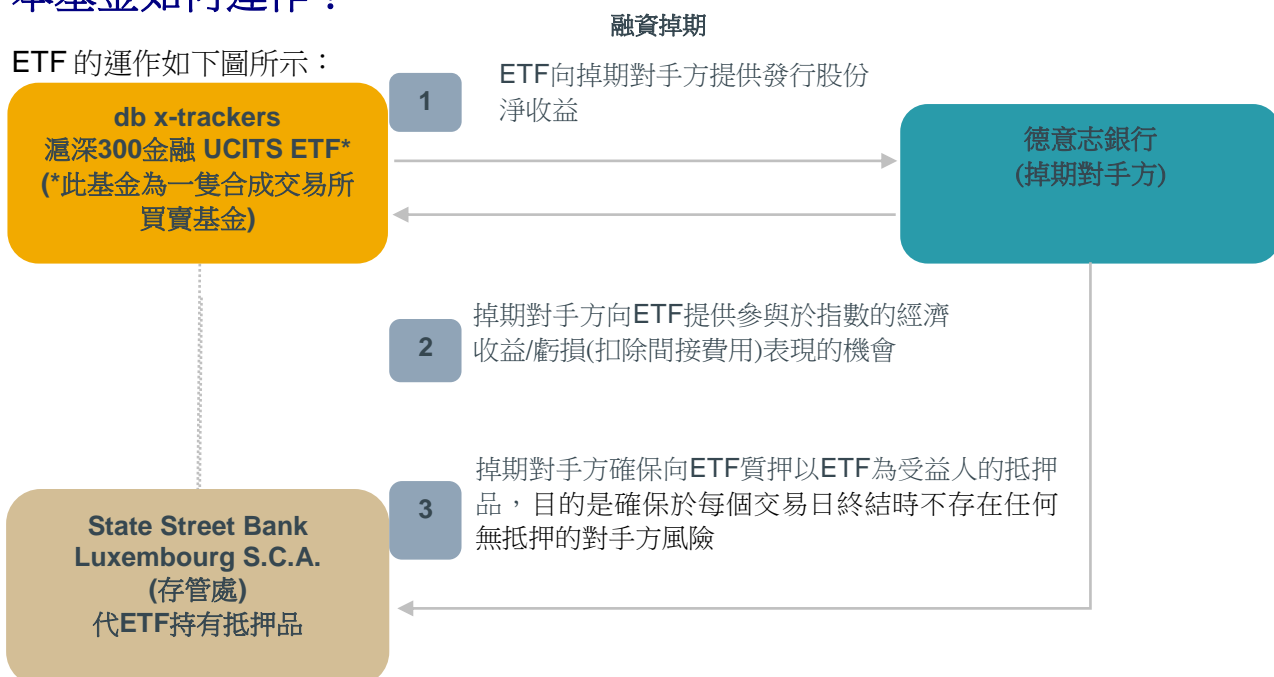 本基金如何運作？
融資掉期
ETF 的運作如下圖所示：
db x-trackers
滬深300金融 UCITS ETF*
(*此基金為一隻合成交易所
買賣基金)
1
ETF向掉期對手方提供發行股份
淨收益
德意志銀行
(掉期對手方)
2
掉期對手方向ETF提供參與於指數的經濟
收益/虧損(扣除間接費用)表現的機會
3
掉期對手方確保向ETF質押以ETF為受益人的抵押
品，目的是確保於每個交易日終結時不存在任何
無抵押的對手方風險
State Street Bank
Luxembourg S.C.A.
(存管處)
代ETF持有抵押品